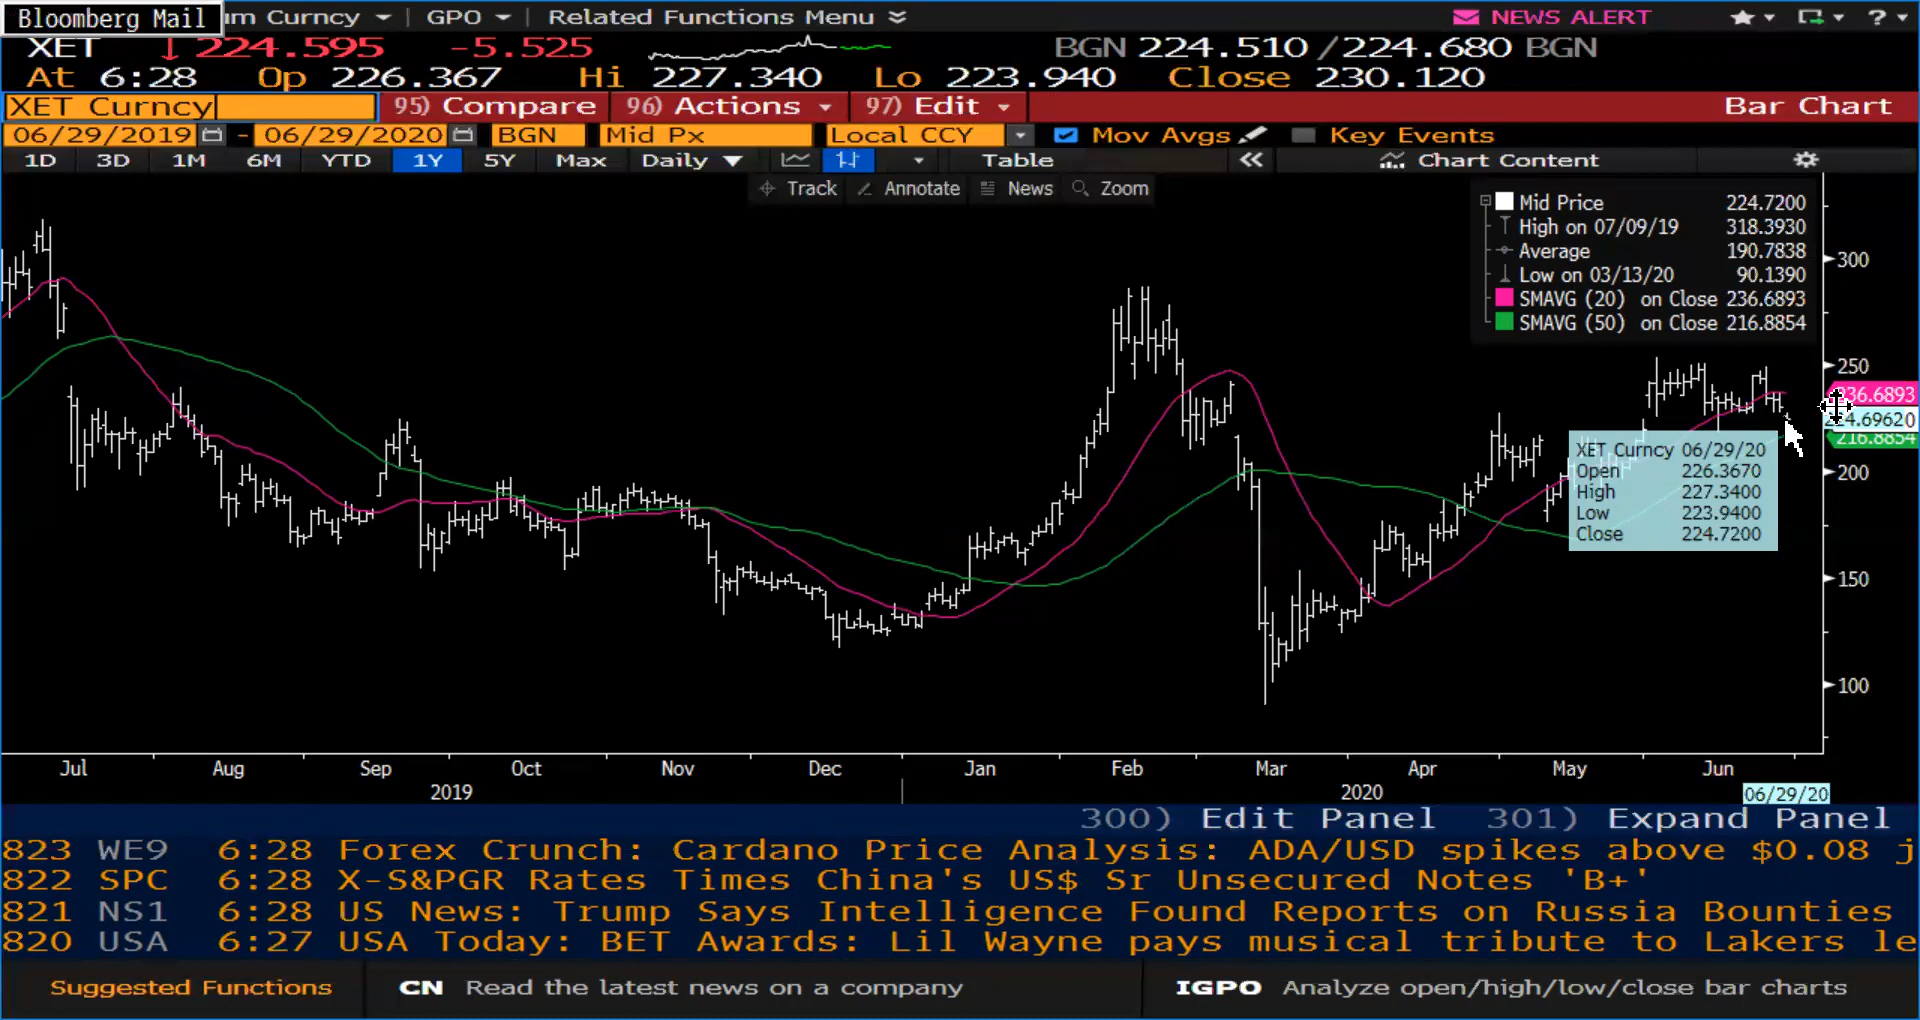 Bloomberg Mail um Curncy GPO Related Functions Menu NEWS ALERT ?
XET 224.595 -5.525 BGN 224.510 /224.680 BGN
At 6:28 Op 226.367 Hi 227.340 Lo 223.940 Close 230.120
XET Curncy 95) Compare 96) Actions 97) Edit Bar Chart
06/29/2019 - 06/29/2020 BGN Mid Px Local CCY Mov Avgs Key Events
1D 3D 1M 6M YTD 1Y 5Y Max Daily Table Chart Content
Track Annotate News Zoom
Mid Price 224.7200
High on 07/09/19 318.3930
Average 190.7838
Low on 03/13/20 90.1390
SMAVG (20) on Close 236.6893
SMAVG (50) on Close 216.8854
300
250
236.6893
224.6962
216.8854
200
150
100
XET Curncy 06/29/20
Open 226.3670
High 227.3400
Low 223.9400
Close 224.7200
Jul Aug Sep Oct Nov Dec Jan Feb Mar Apr May Jun
2019 2020 06/29/20
300) Edit Panel 301) Expand Panel
823 WE9 6:28 Forex Crunch: Cardano Price Analysis: ADA/USD spikes above $0.08 j
822 SPC 6:28 X-S&PGR Rates Times China's US$ Sr Unsecured Notes 'B+'
821 NS1 6:28 US News: Trump Says Intelligence Found Reports on Russia Bounties
820 USA 6:27 USA Today: BET Awards: Lil Wayne pays musical tribute to Lakers le
Suggested Functions CN Read the latest news on a company IGPO Analyze open/high/low/close bar charts